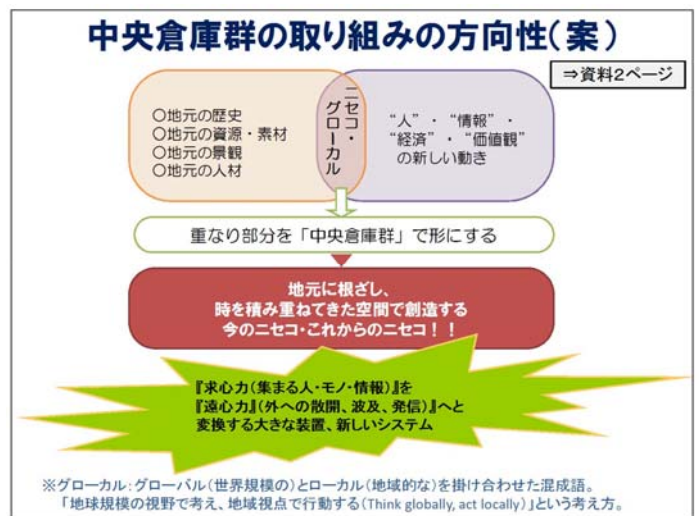 中央倉庫群の取り組みの方向性（案）
⇒資料２ページ
○地元の歴史
○地元の資源・素材
○地元の景観
○地元の人材
ニセコ・
グローカル
“人”・“情報”・
“経済”・“価値観”
の新しい動き
重なり部分を「中央倉庫群」で形にする
地元に根ざし、
時を積み重ねてきた空間で創造する
今のニセコ・これからのニセコ！！
『求心力（集まる人・モノ・情報）』を
『遠心力』（外への散開、波及、発信）』へと
変換する大きな装置、新しいシステム
※グローカル：グローバル（世界規模の）とローカル（地域的な）を掛け合わせた混成語。
「地球規模の視野で考え、地域視点で行動する（Think globally, act locally）」という考え方。